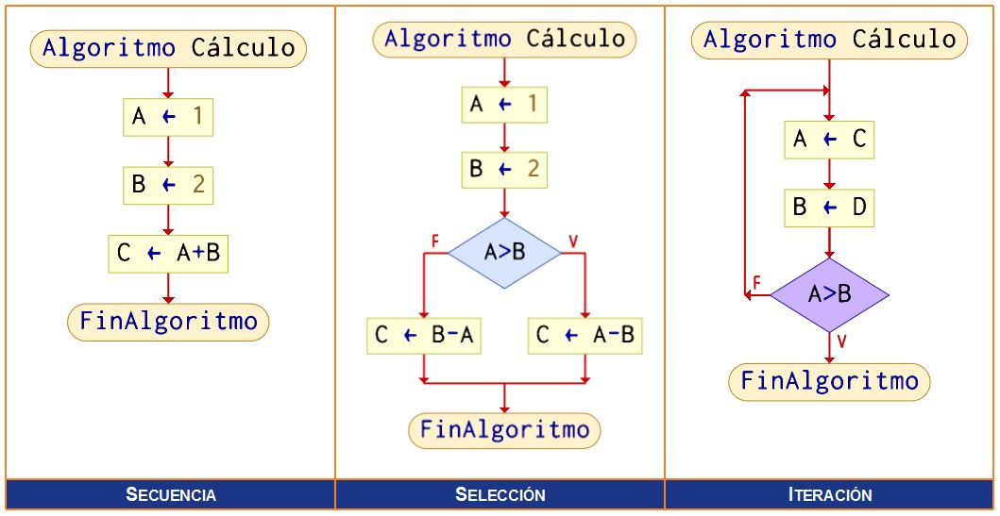 Algoritmo Cálculo
A ← 1
B ← 2
C ← A+B
FinAlgoritmo
SECUENCIA
Algoritmo Cálculo
A ← 1
B ← 2
A>B
F
V
C ← B-A
C ← A-B
FinAlgoritmo
SELECCIÓN
Algoritmo Cálculo
A ← C
B ← D
A>B
F
V
FinAlgoritmo
ITERACIÓN